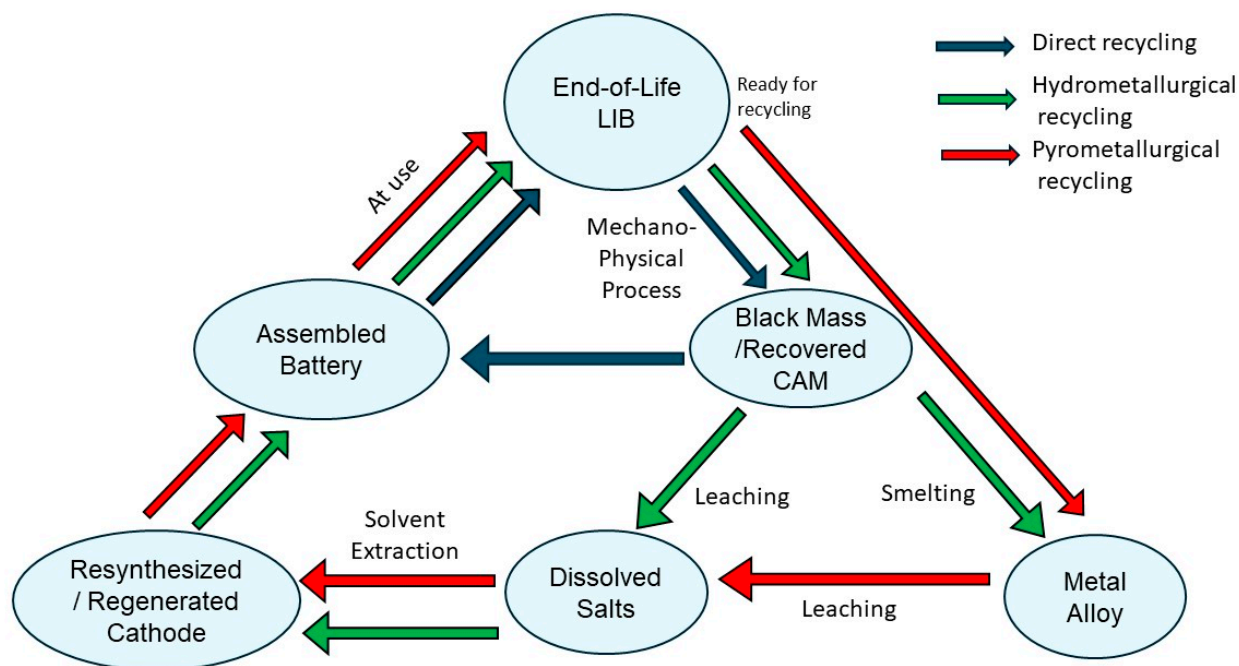 End-of-Life
LIB
Ready for
recycling
Direct recycling
Hydrometallurgical
recycling
Pyrometallurgical
recycling
At use
Mechano-
Physical
Process
Assembled
Battery
Black Mass
/Recovered
CAM
Leaching
Smelting
Solvent
Extraction
Resynthesized
/ Regenerated
Cathode
Dissolved
Salts
Leaching
Metal
Alloy